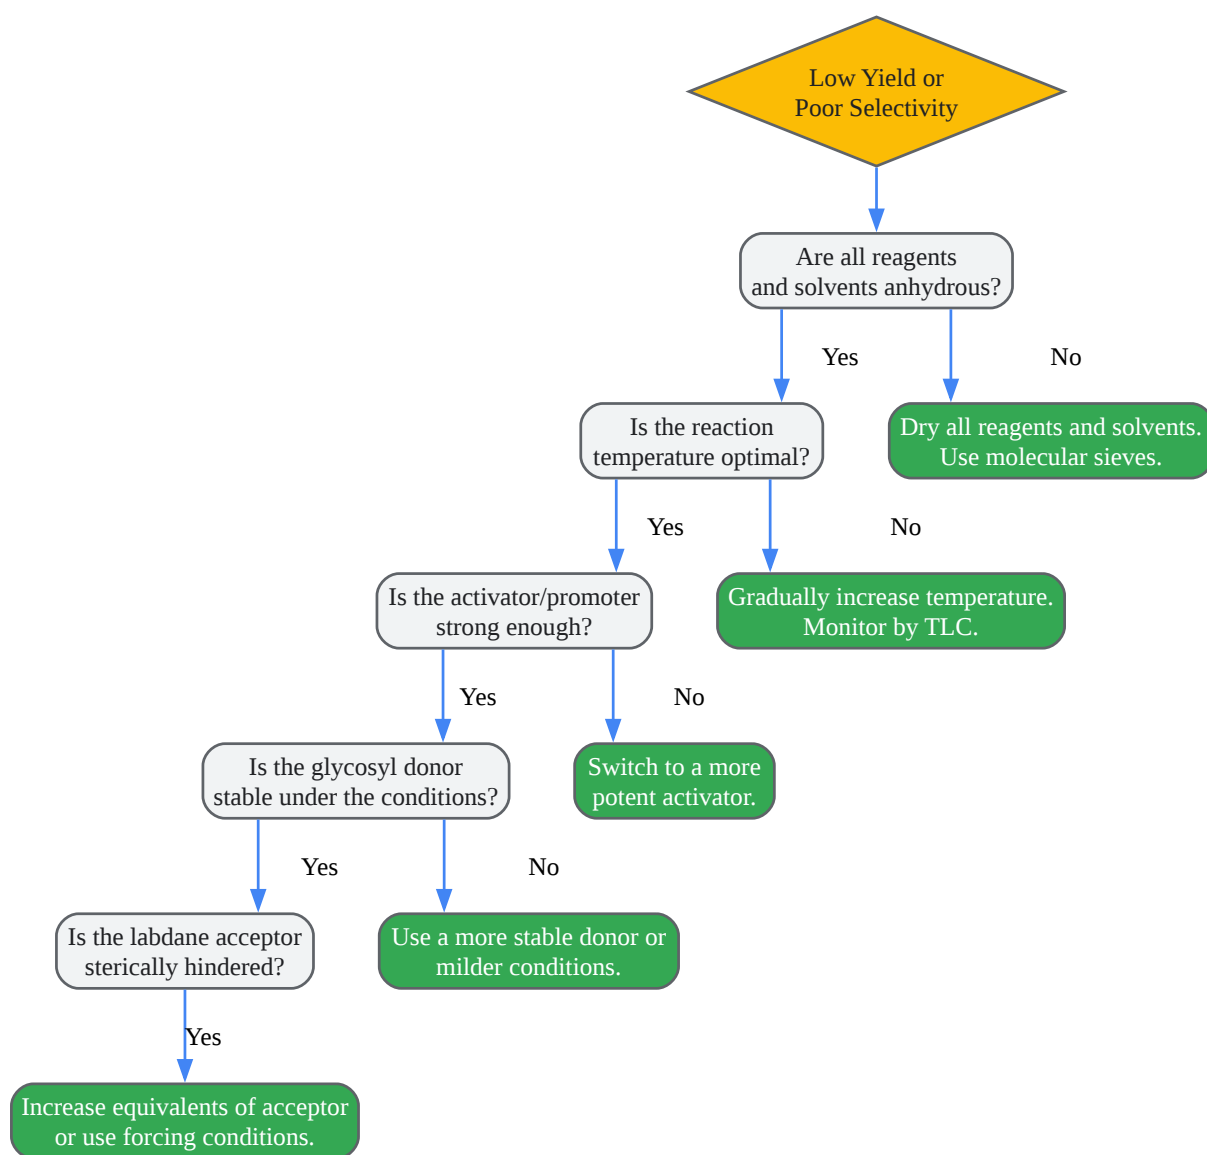 Low Yield or
Poor Selectivity
Are all reagents
and solvents anhydrous?
Yes
No
Is the reaction
temperature optimal?
Dry all reagents and solvents.
Use molecular sieves.
Yes
No
Is the activator/promoter
strong enough?
Gradually increase temperature.
Monitor by TLC.
Yes
No
Is the glycosyl donor
stable under the conditions?
Switch to a more
potent activator.
Yes
No
Is the labdane acceptor
sterically hindered?
Use a more stable donor or
milder conditions.
Yes
Increase equivalents of acceptor
or use forcing conditions.